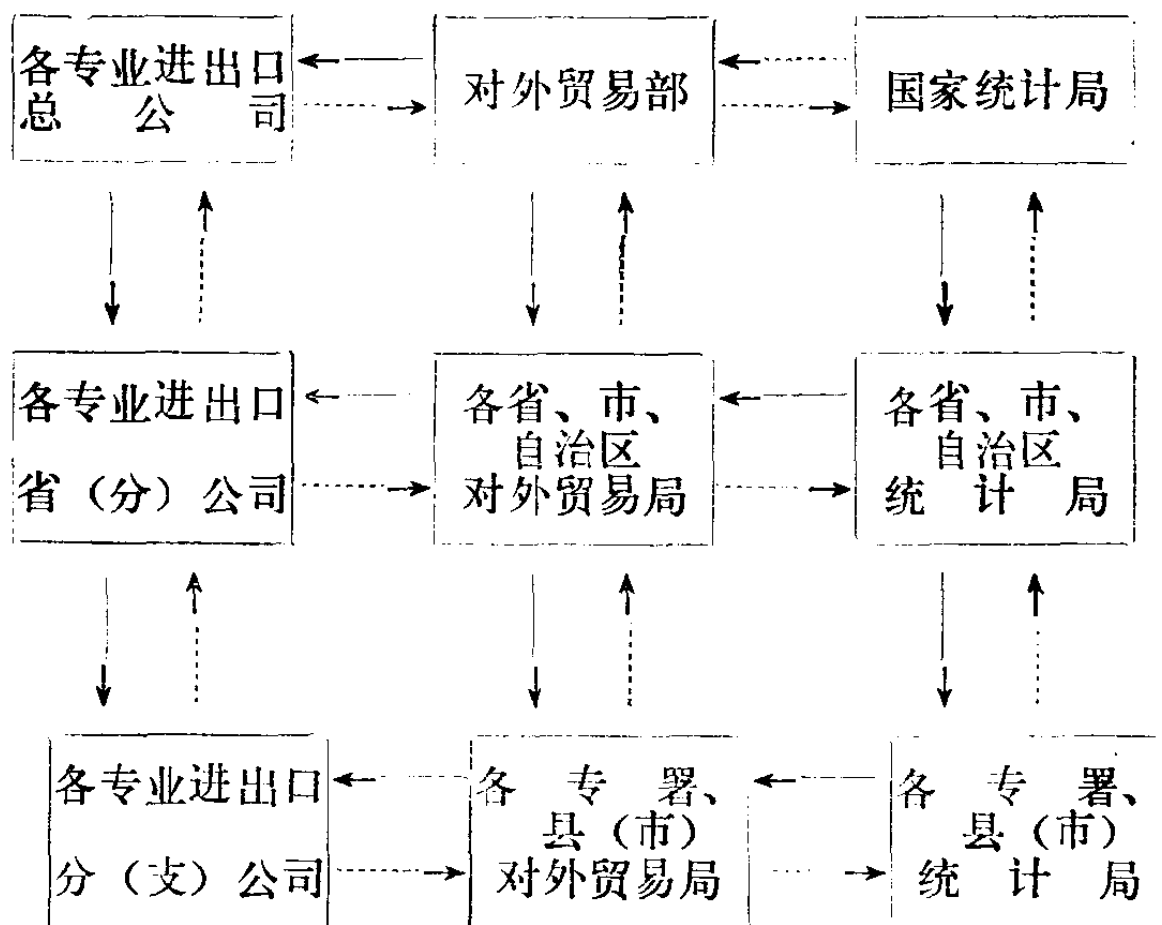 各专业进出口
总公司
对外贸易部
国家统计局
各专业进出口
省（分）公司
各省、市、
自治区
对外贸易局
各省、市、
自治区
统计局
各专业进出口
分（支）公司
各专署、
县（市）
对外贸易局
各专署、
县（市）
统计局